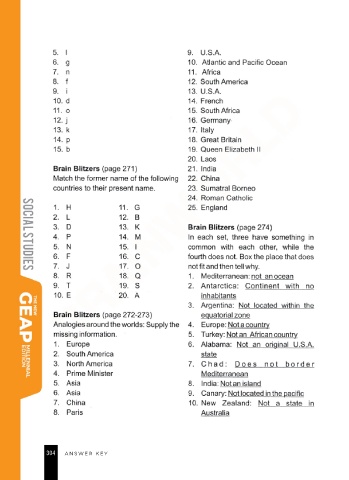 5. l
6. g
7. n
8. f
9. i
10. d
11. o
12. j
13. k
14. p
15. b
Brain Blitzers (page 271)
Match the former name of the following
countries to their present name.
1. H 11. G
2. L 12. B
3. D 13. K
4. P 14. M
5. N 15. I
6. F 16. C
7. J 17. O
8. R 18. Q
9. T 19. S
10. E 20. A
Brain Blitzers (page 272-273)
Analogies around the worlds: Supply the
missing information.
1. Europe
2. South America
3. North America
4. Prime Minister
5. Asia
6. Asia
7. China
8. Paris
9. U.S.A.
10. Atlantic and Pacific Ocean
11. Africa
12. South America
13. U.S.A.
14. French
15. South Africa
16. Germany
17. Italy
18. Great Britain
19. Queen Elizabeth II
20. Laos
21. India
22. China
23. Sumatral Borneo
24. Roman Catholic
25. England
Brain Blitzers (page 274)
In each set, three have something in
common with each other, while the
fourth does not. Box the place that does
not fit and then tell why.
1. Mediterranean: not an ocean
2. Antarctica: Continent with no
inhabitants
3. Argentina: Not located within the
equatorial zone
4. Europe: Not a country
5. Turkey: Not an African country
6. Alabama: Not an original U.S.A.
state
7. Chad: Does not border
Mediterranean
8. India: Not an island
9. Canary: Not located in the pacific
10. New Zealand: Not a state in
Australia
SOCIAL STUDIES
THE NEW
GEAP
MILLENNIAL
EDITION
304 ANSWER KEY